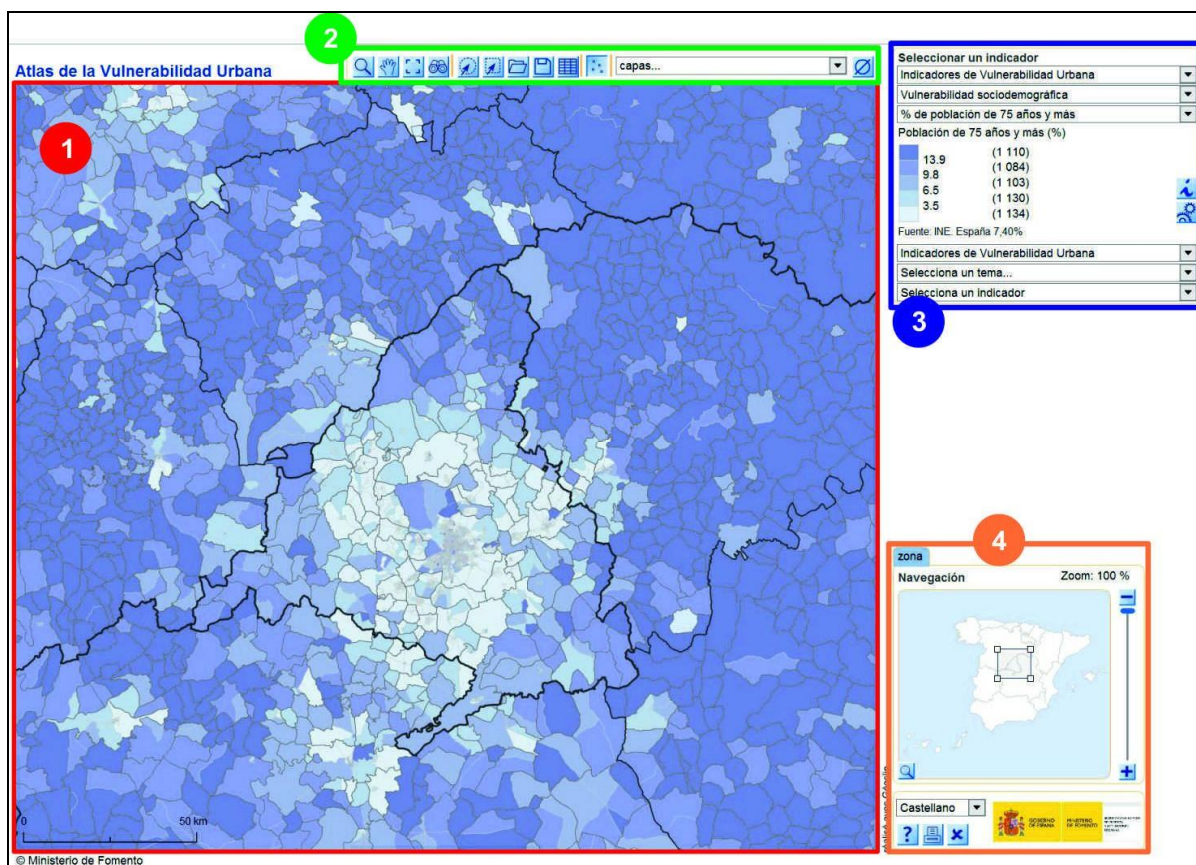 2
Atlas de la Vulnerabilidad Urbana
capas...
1
Seleccionar un indicador
Indicadores de Vulnerabilidad Urbana
Vulnerabilidad sociodemográfica
% de población de 75 años y más
Población de 75 años y más (%)
(1 110)
13.9
(1 084)
9.8
(1 103)
6.5
(1 130)
3.5
(1 134)
Fuente: INE. España 7,40%
Indicadores de Vulnerabilidad Urbana
Selecciona un tema...
Selecciona un indicador
3
4
zona
Navegación
Zoom: 100 %
Castellano
GOBIERNO DE ESPAÑA
MINISTERIO DE FOMENTO
?
0
50 km
© Ministerio de Fomento